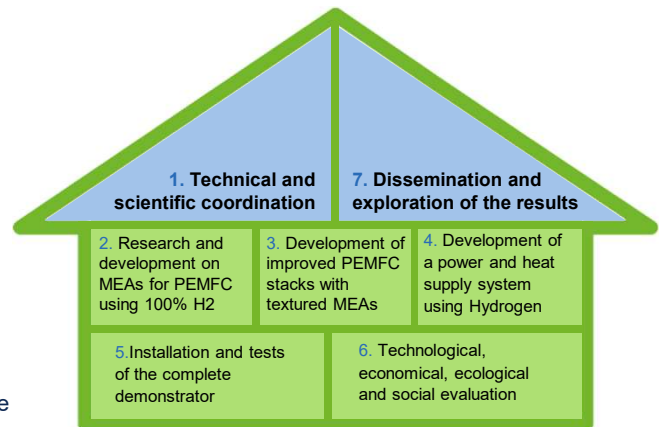 1. Technical and
scientific coordination
7. Dissemination and
exploration of the results
2. Research and
development on
MEAs for PEMFC
using 100% H2
3. Development of
improved PEMFC
stacks with
textured MEAs
4. Development of
a power and heat
supply system
using Hydrogen
5.Installation and tests
of the complete
demonstrator
6. Technological,
economical, ecological
and social evaluation
e